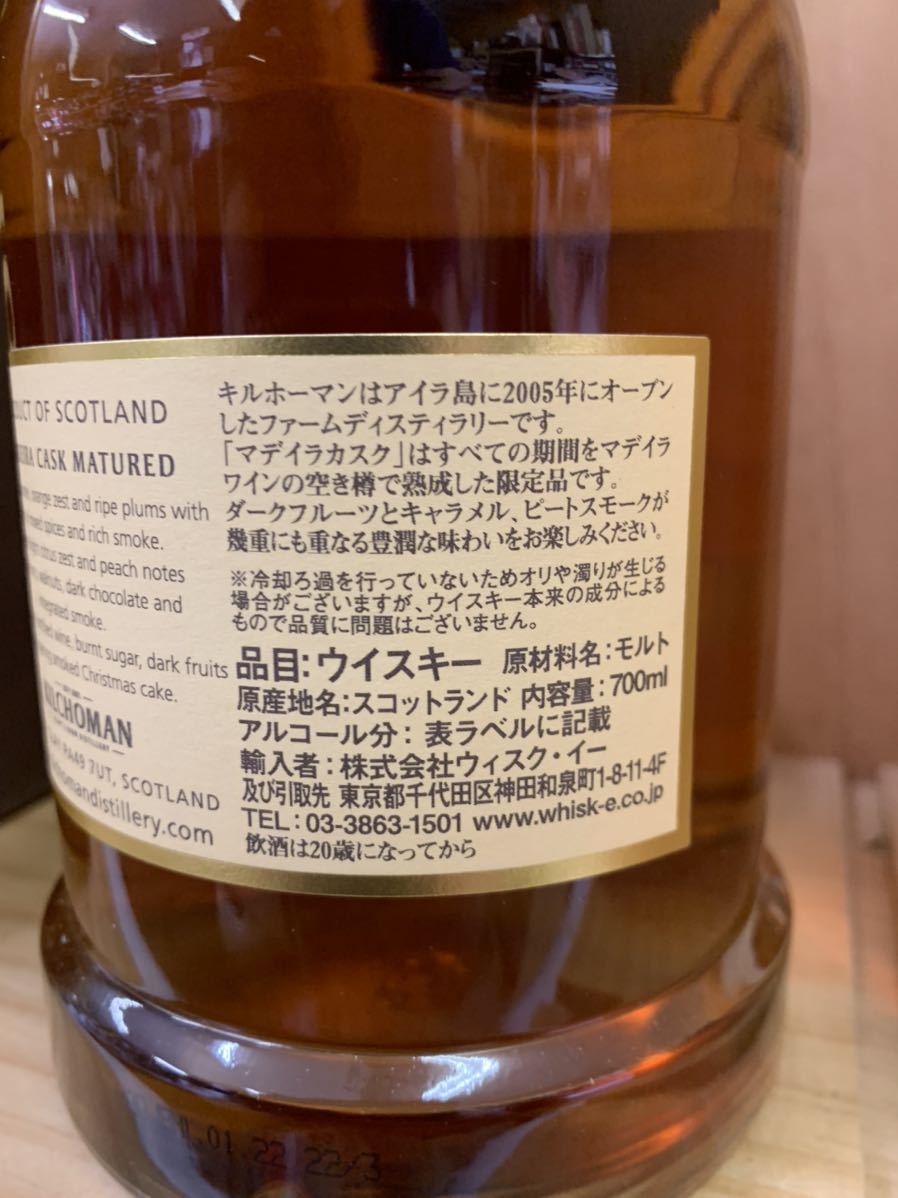 OF SCOTLAND
CASK MATURED
orange zest and ripe plums with
spices and rich smoke.
citrus zest and peach notes
walnuts, dark chocolate and
integrated smoke.
wine, burnt sugar, dark fruits
smoked Christmas cake.
KILCHOMAN
PA49 7UT, SCOTLAND
homandistillery.com
キルホーマンはアイラ島に2005年にオープン
したファームディスティラリーです。
「マデイラカスク」はすべての期間をマデイラ
ワインの空き樽で熟成した限定品です。
ダークフルーツとキャラメル、ピートスモークが
幾重にも重なる豊潤な味わいをお楽しみください。
※冷却ろ過を行っていないためオリや濁りが生じる
場合がございますが、ウイスキー本来の成分による
もので品質に問題はございません。
品目：ウイスキー 原材料名：モルト
原産地名：スコットランド 内容量：700ml
アルコール分：表ラベルに記載
輸入者：株式会社ウィスク・イー
及び引取先 東京都千代田区神田和泉町1-8-11-4F
TEL：03-3863-1501 www.whisk-e.co.jp
飲酒は20歳になってから
01 22